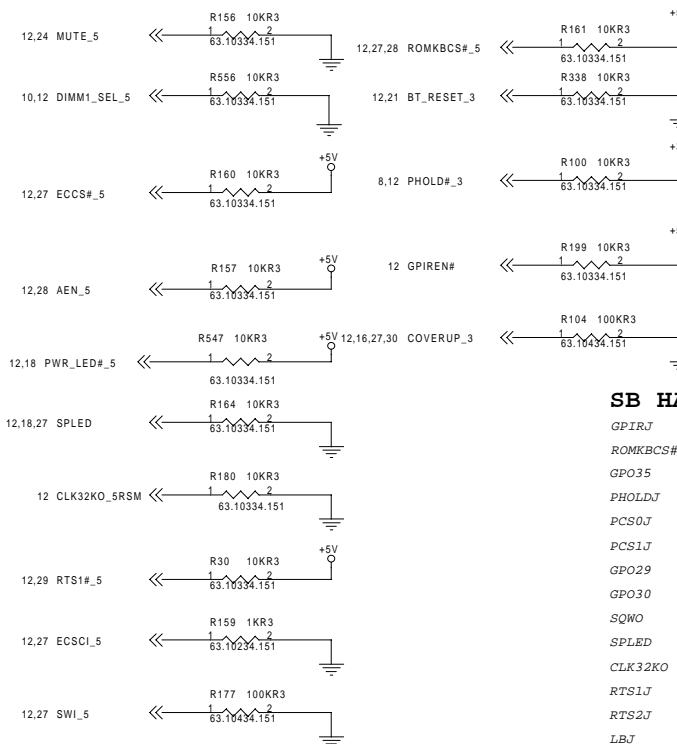 R156 10KR3
12,24 MUTE_5
1 2
63.10334.151
R556 10KR3
10,12 DIMM1_SEL_5
1 2
63.10334.151
R160 10KR3
+5V
12,27 ECCS#_5
1 2
63.10334.151
R157 10KR3
+5V
12,28 AEN_5
1 2
63.10334.151
R547 10KR3
+5V
12,18 PWR_LED#_5
1 2
63.10334.151
R164 10KR3
12,18,27 SPLED
1 2
63.10334.151
R180 10KR3
12 CLK32KO_5RSM
1 2
63.10334.151
R30 10KR3
+5V
12,29 RTS1#_5
1 2
63.10334.151
R159 1KR3
12,27 ECSCI_5
1 2
63.10234.151
R177 100KR3
12,27 SWI_5
1 2
63.10434.151
R161 10KR3
12,27,28 ROMKBCS#_5
1 2
63.10334.151
R338 10KR3
12,21 BT_RESET_3
1 2
63.10334.151
R100 10KR3
8,12 PHOLD#_3
1 2
63.10334.151
R199 10KR3
12 GPIREN#
1 2
63.10334.151
R104 100KR3
12,16,27,30 COVERUP_3
1 2
63.10434.151
SB
GPIRJ
ROMKBCS#
GPO35
PHOLDJ
PCS0J
PCS1J
GPO29
GPO30
SQWO
SPLED
CLK32KO
RTS1J
RTS2J
LBJ